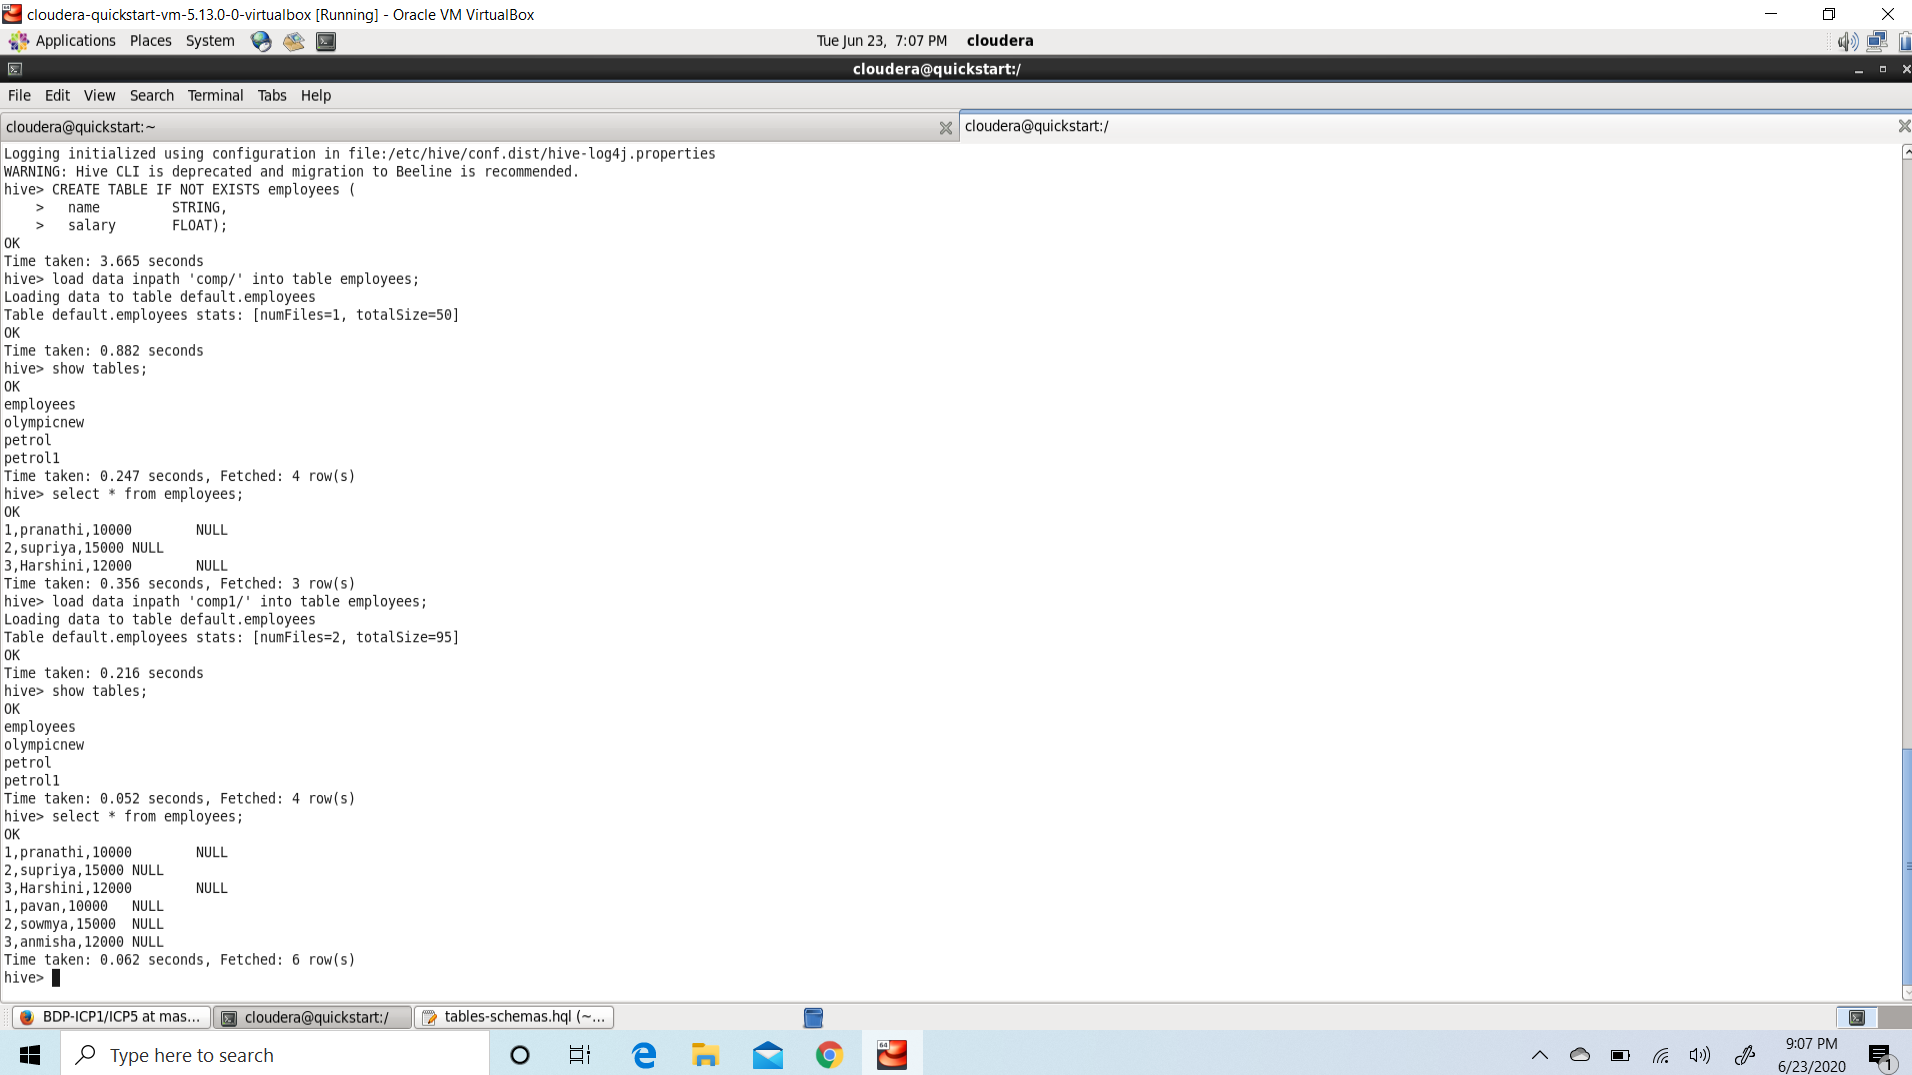 cloudera-quickstart-vm-5.13.0-0-virtualbox [Running] - Oracle VM VirtualBox
Applications Places System Tue Jun 23, 7:07 PM cloudera
cloudera@quickstart:/
File Edit View Search Terminal Tabs Help
cloudera@quickstart:~ cloudera@quickstart:/
Logging initialized using configuration in file:/etc/hive/conf.dist/hive-log4j.properties
WARNING: Hive CLI is deprecated and migration to Beeline is recommended.
hive> CREATE TABLE IF NOT EXISTS employees (
    >   name         STRING,
    >   salary       FLOAT);
OK
Time taken: 3.665 seconds
hive> load data inpath 'comp/' into table employees;
Loading data to table default.employees
Table default.employees stats: [numFiles=1, totalSize=50]
OK
Time taken: 0.882 seconds
hive> show tables;
OK
employees
olympicnew
petrol
petrol1
Time taken: 0.247 seconds, Fetched: 4 row(s)
hive> select * from employees;
OK
1,pranathi,10000        NULL
2,supriya,15000 NULL
3,Harshini,12000        NULL
Time taken: 0.356 seconds, Fetched: 3 row(s)
hive> load data inpath 'comp1/' into table employees;
Loading data to table default.employees
Table default.employees stats: [numFiles=2, totalSize=95]
OK
Time taken: 0.216 seconds
hive> show tables;
OK
employees
olympicnew
petrol
petrol1
Time taken: 0.052 seconds, Fetched: 4 row(s)
hive> select * from employees;
OK
1,pranathi,10000        NULL
2,supriya,15000 NULL
3,Harshini,12000        NULL
1,pavan,10000   NULL
2,sowmya,15000  NULL
3,anmisha,12000 NULL
Time taken: 0.062 seconds, Fetched: 6 row(s)
hive>
BDP-ICP1/ICP5 at mas... cloudera@quickstart:/ tables-schemas.hql (~...
Type here to search
9:07 PM
6/23/2020
1